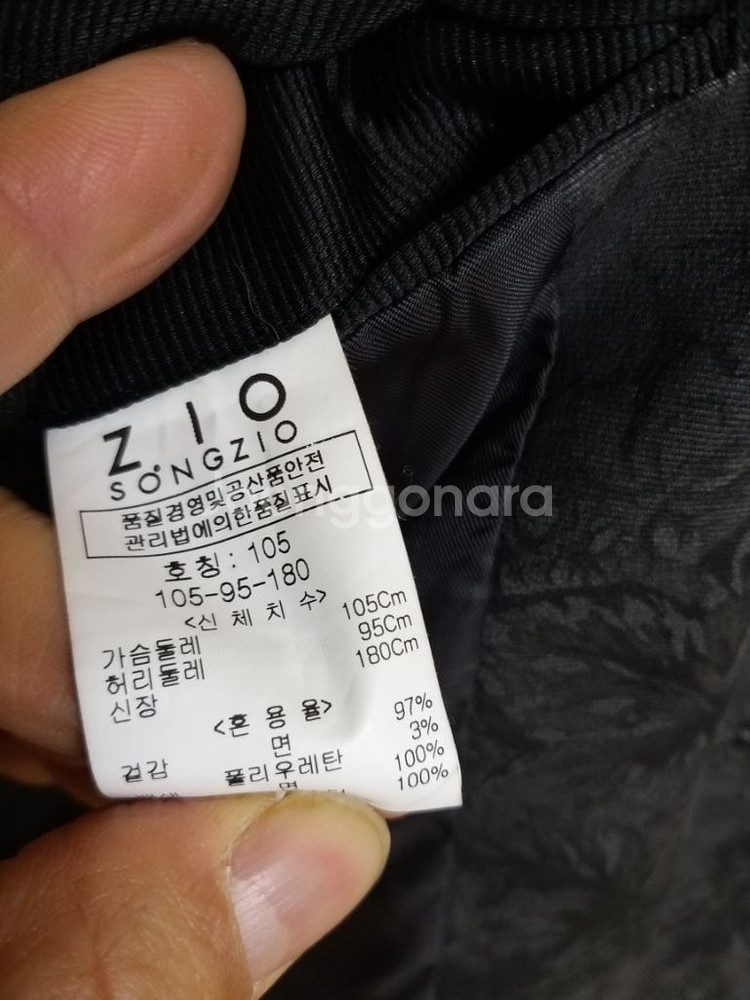 ZIO
SONGZIO
품질경영및공산품안전
관리법에의한품질표시
호칭 : 105
105-95-180
<신 체 치 수>
가슴둘레 105Cm
허리둘레 95Cm
신장 180Cm
<혼 용 율>
겉감 면 97%
폴리우레탄 3%
면 100%
100%
ggonara